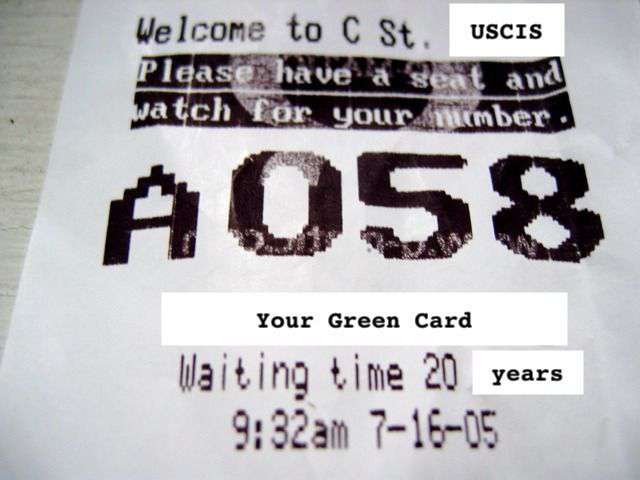 Welcome to C St. USCIS
Please have a seat and
watch for your number.
A058
Your Green Card
Waiting time 20 years
9:32am 7-16-05